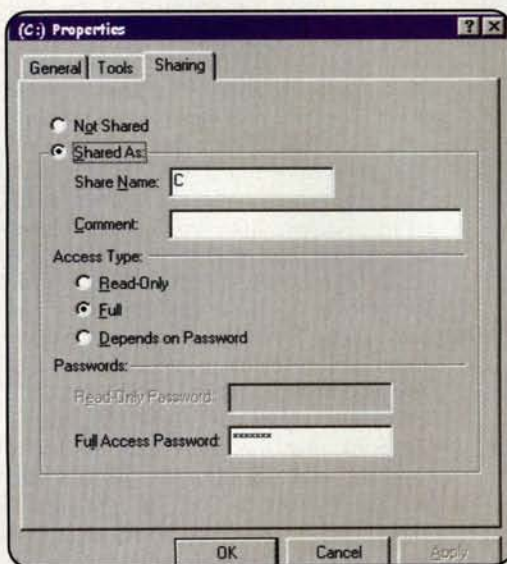 (C:) Properties
General Tools Sharing
Not Shared
Shared As:
Share Name: C
Comment:
Access Type:
Read-Only
Full
Depends on Password
Passwords:
Read-Only Password:
Full Access Password: *******
OK Cancel Apply